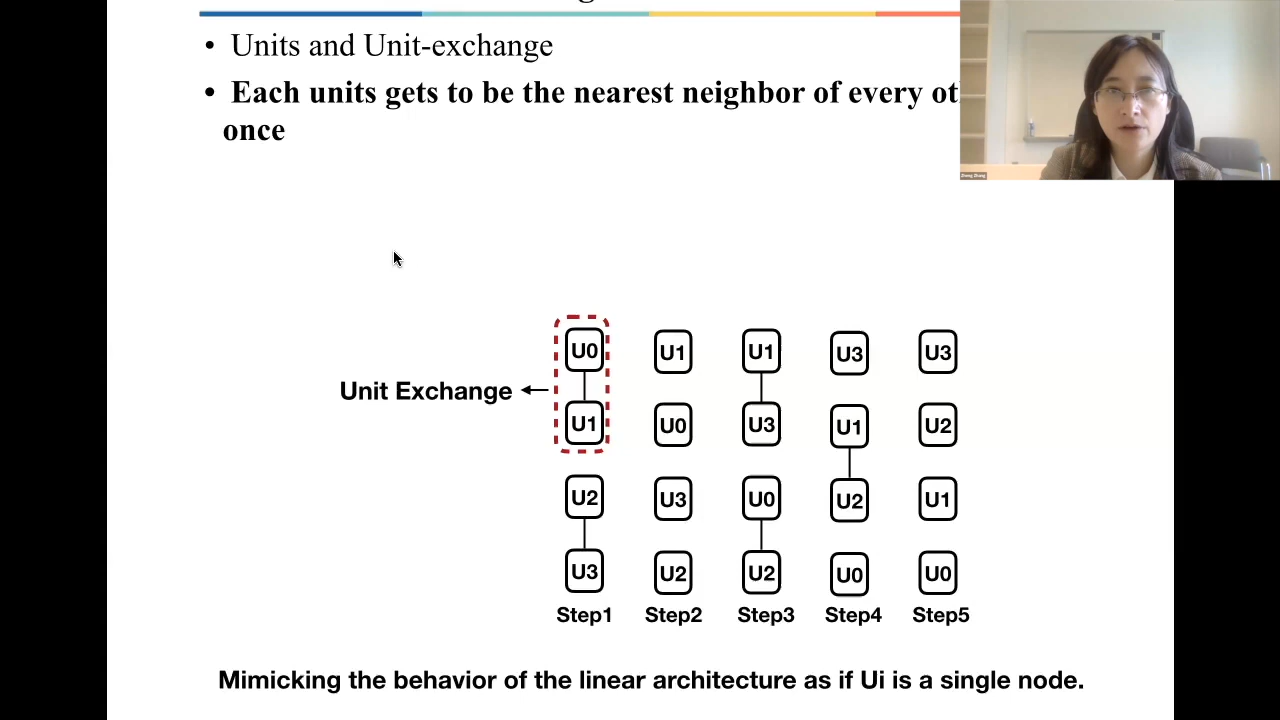 • Units and Unit-exchange
• Each units gets to be the nearest neighbor of every
once
Zheng Zhang
U0 U1 U1 U3 U3
Unit Exchange
U1 U0 U3 U1 U2
U2 U3 U0 U2 U1
U3 U2 U2 U0 U0
Step1 Step2 Step3 Step4 Step5
Mimicking the behavior of the linear architecture as if Ui is a single node.